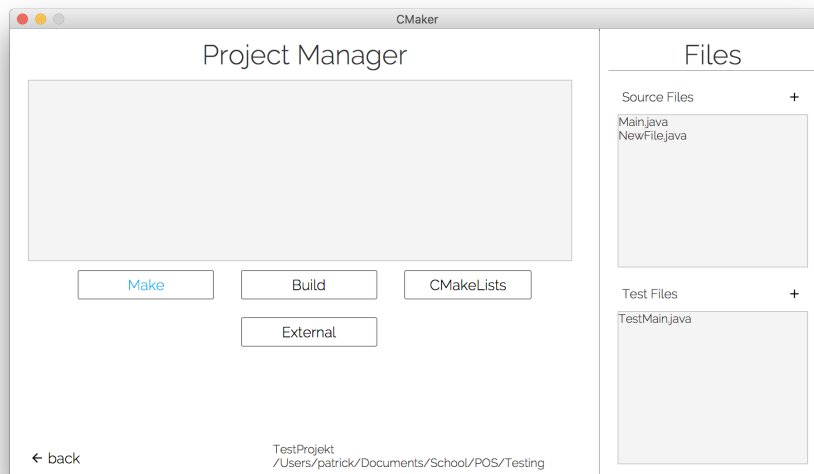 CMaker
Project Manager
Make
Build
CMakeLists
External
← back
TestProjekt
/Users/patrick/Documents/School/POS/Testing
Files
Source Files +
Main.java
NewFile.java
Test Files +
TestMain.java